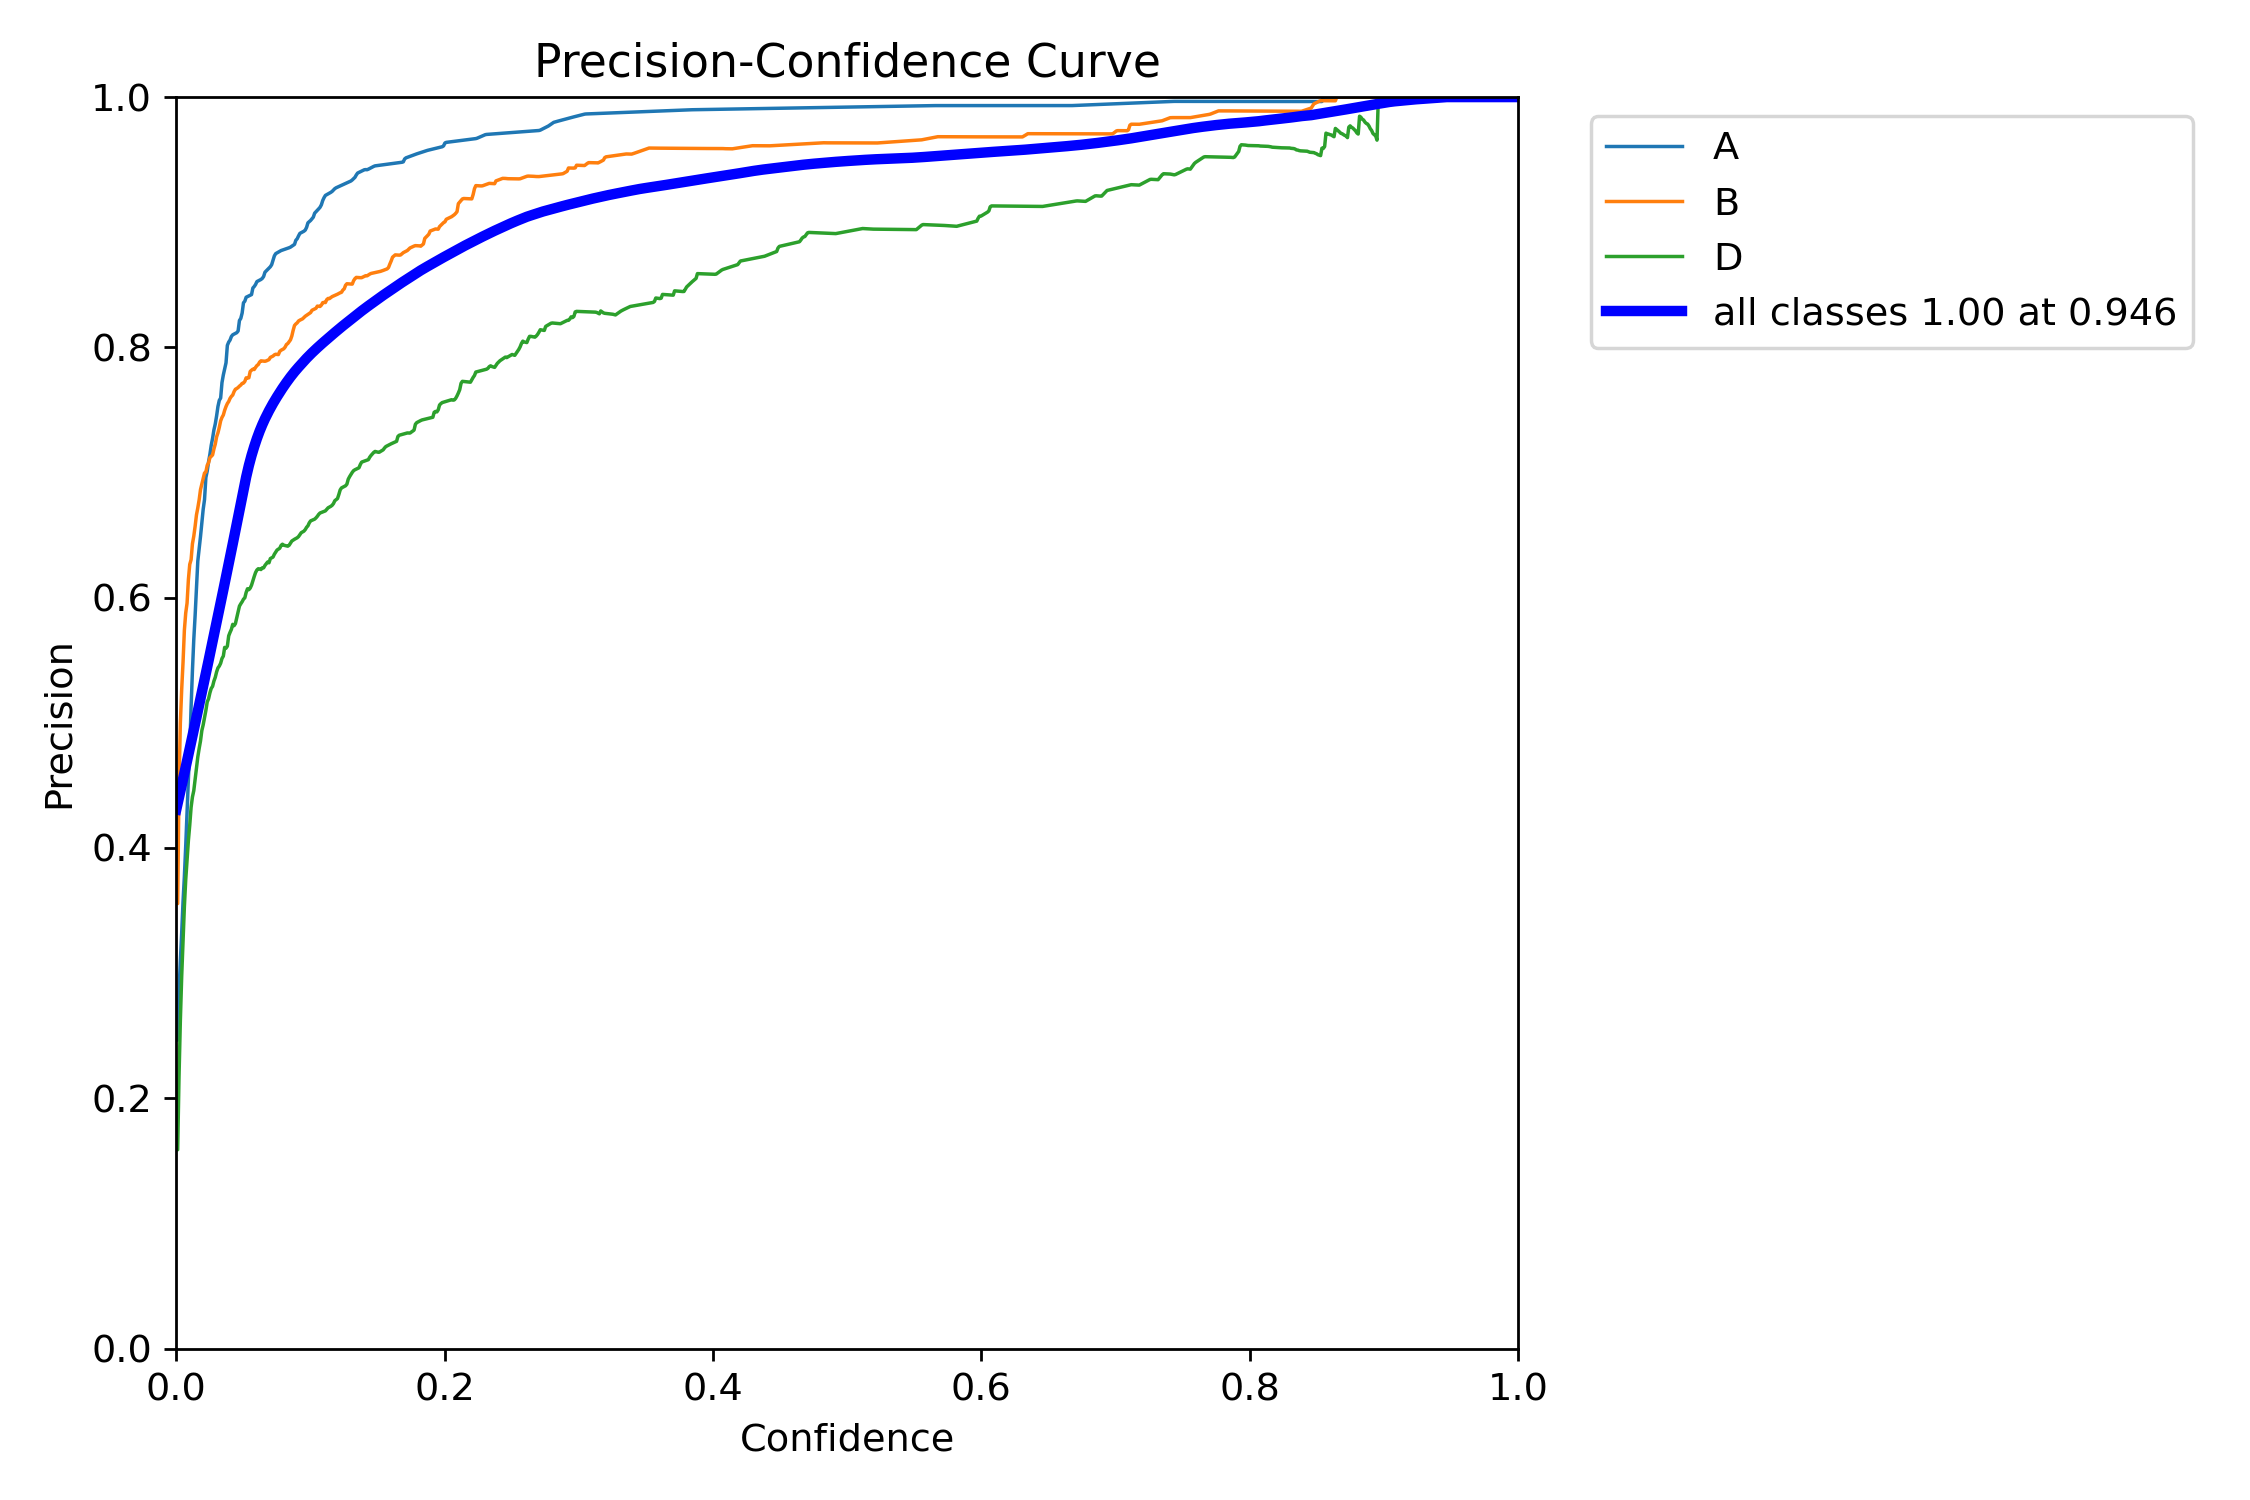 Precision-Confidence Curve
1.0
0.8
0.6
0.4
0.2
0.0
Precision
0.0 0.2 0.4 0.6 0.8 1.0
Confidence
A
B
D
all classes 1.00 at 0.946